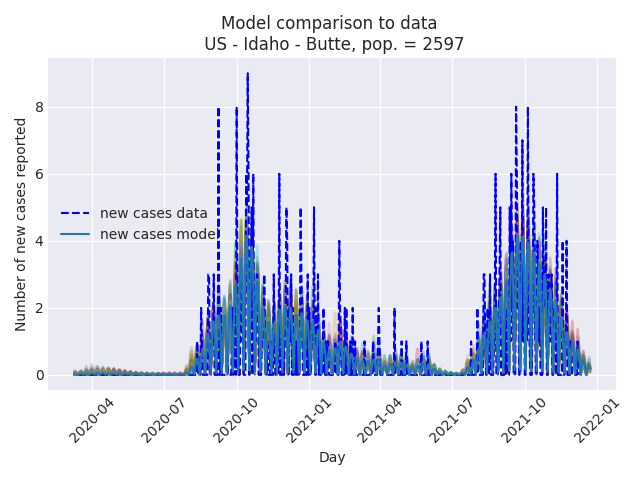 Model comparison to data
US - Idaho - Butte, pop. = 2597
Number of new cases reported
8
6
4
2
0
new cases data
new cases model
2020-04
2020-07
2020-10
2021-01
2021-04
2021-07
2021-10
2022-01
Day